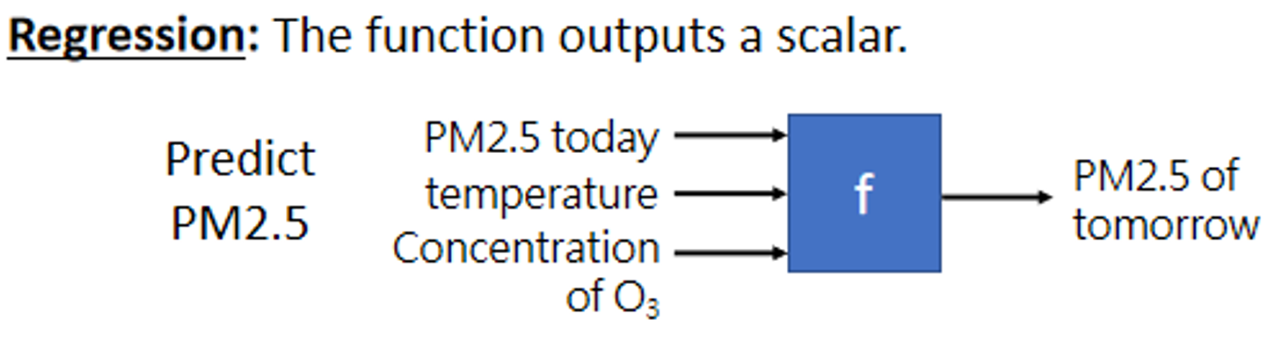 Regression: The function outputs a scalar.
Predict
PM2.5
PM2.5 today
temperature
Concentration
of O₃
f
PM2.5 of
tomorrow